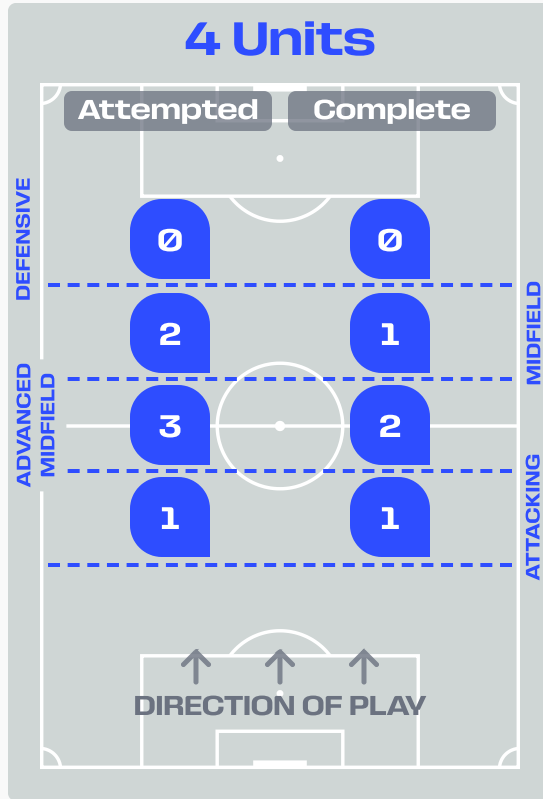 4 Units
Attempted
Complete
DEFENSIVE
0
0
MIDFIELD
2
1
ADVANCED
MIDFIELD
3
2
ATTACKING
1
1
DIRECTION OF PLAY